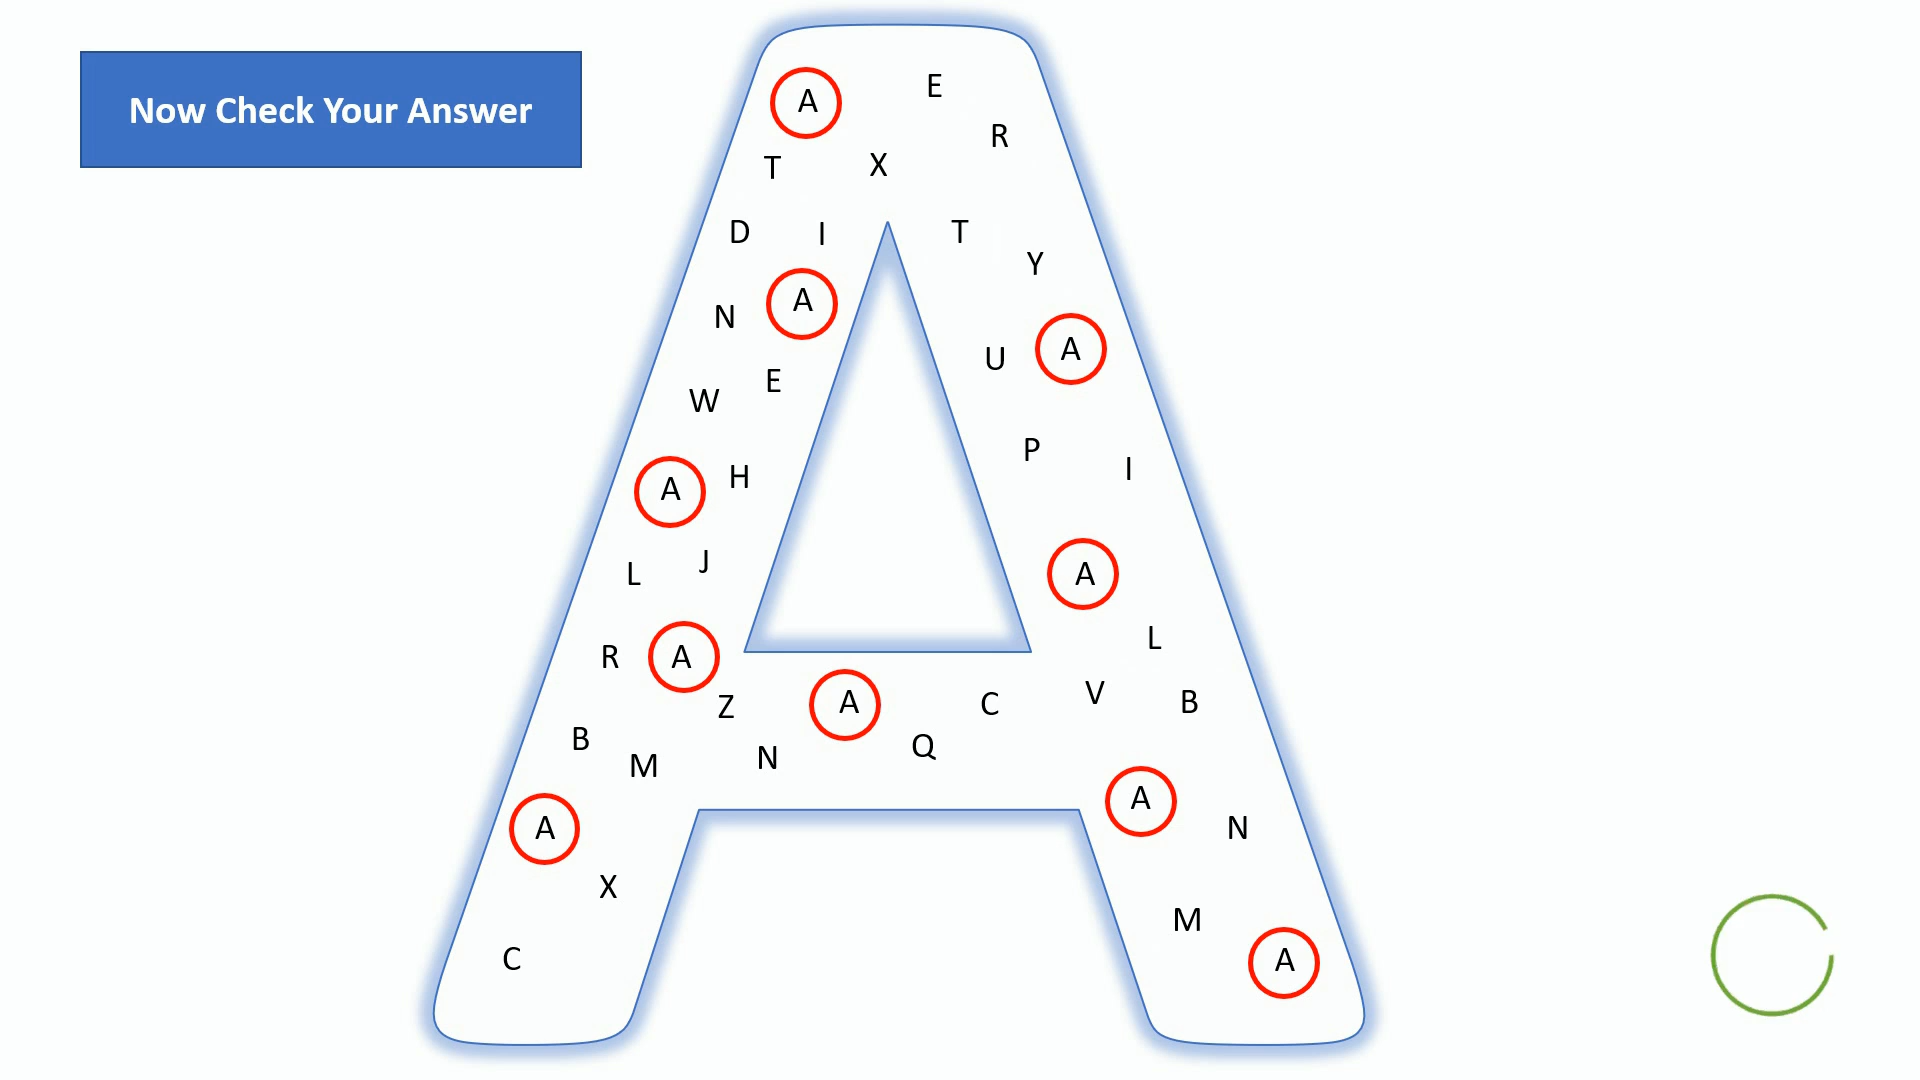 Now Check Your Answer
A E
R
T X
D I T
Y
N A
U A
E
W
P
I
A H
L J
A
L
R A
Z A C V B
B M N Q
A
A N
X
M
C A